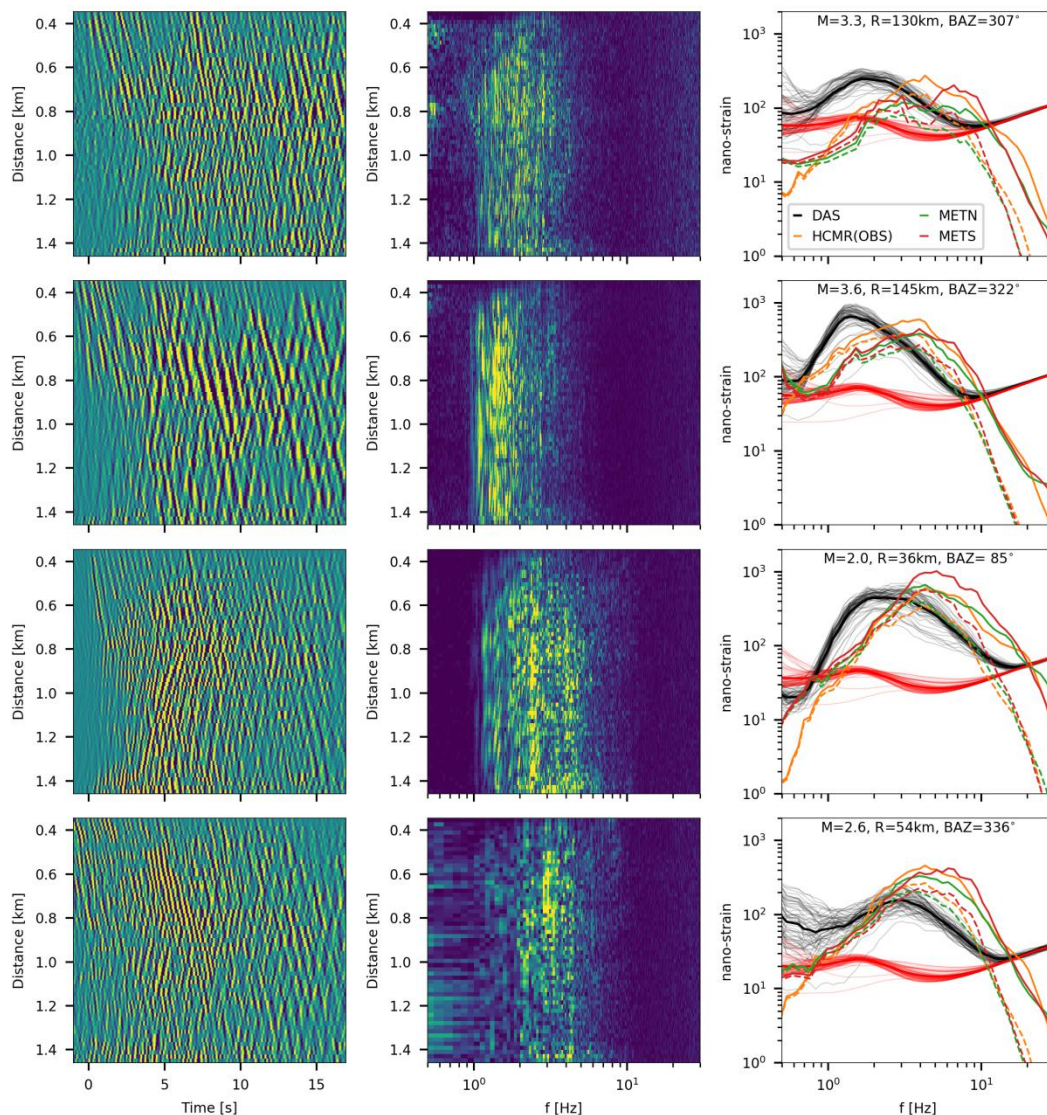 0.4
0.6
0.8
1.0
1.2
1.4
Distance [km]
0.4
0.6
0.8
1.0
1.2
1.4
Distance [km]
M=3.3, R=130km, BAZ=307°
10³
10²
10¹
10⁰
nano-strain
DAS
HCMR(OBS)
METN
METS
0.4
0.6
0.8
1.0
1.2
1.4
Distance [km]
0.4
0.6
0.8
1.0
1.2
1.4
Distance [km]
M=3.6, R=145km, BAZ=322°
10³
10²
10¹
10⁰
nano-strain
0.4
0.6
0.8
1.0
1.2
1.4
Distance [km]
0.4
0.6
0.8
1.0
1.2
1.4
Distance [km]
M=2.0, R=36km, BAZ= 85°
10³
10²
10¹
10⁰
nano-strain
0.4
0.6
0.8
1.0
1.2
1.4
Distance [km]
0 5 10 15
Time [s]
0.4
0.6
0.8
1.0
1.2
1.4
Distance [km]
10⁰ 10¹
f [Hz]
M=2.6, R=54km, BAZ=336°
10³
10²
10¹
10⁰
nano-strain
10⁰ 10¹
f [Hz]